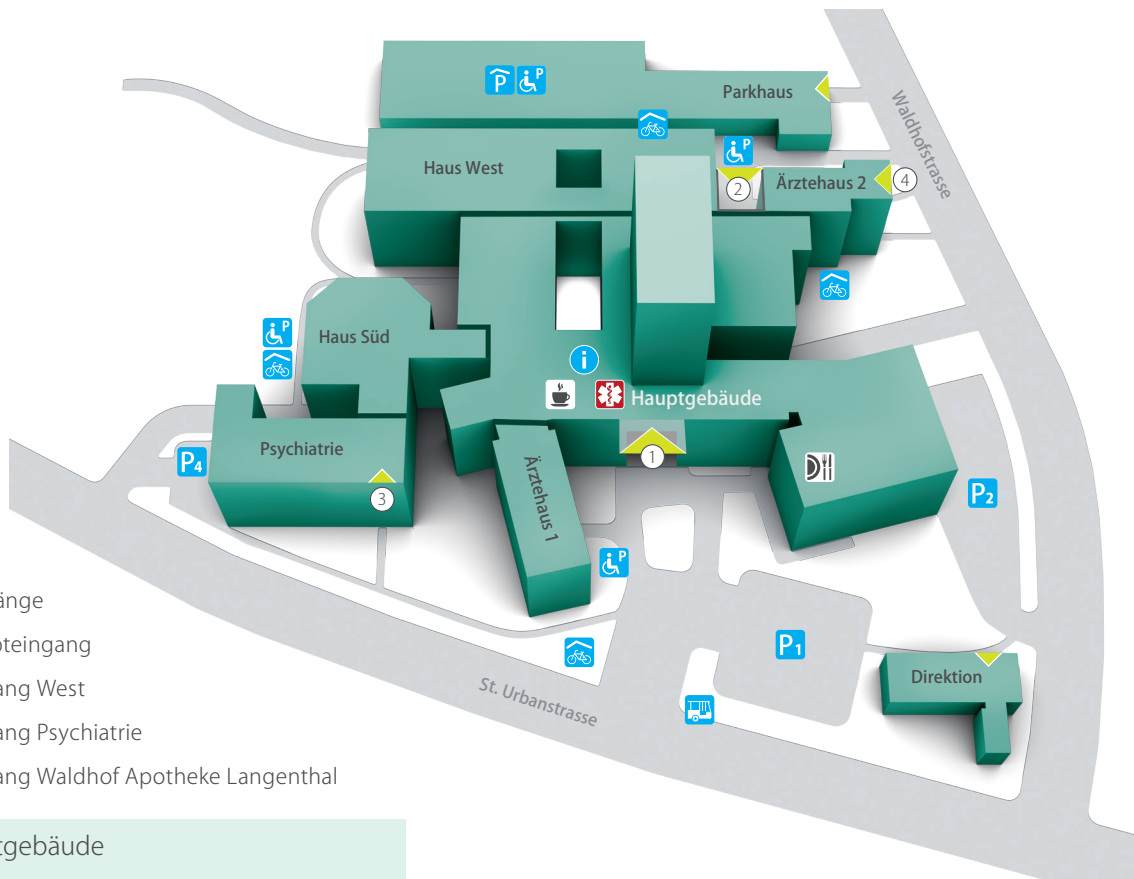 P
P
Parkhaus
Waldhofstrasse
P
Haus West
2
Ärztehaus 2
4
P
Haus Süd
i
Hauptgebäude
Psychiatrie
1
P4
Ärztehaus 1
3
P2
P
änge
pteingang
P1
ang West
St. Urbanstrasse
Direktion
ang Psychiatrie
ang Waldhof Apotheke Langenthal
tgebäude